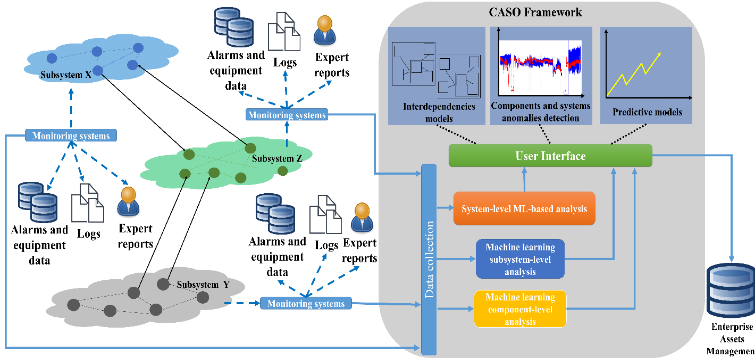 CASO Framework
Subsystem X
Alarms and
equipment
data
Logs
Expert
reports
Monitoring systems
Monitoring systems
Subsystem Z
Alarms and
equipment
data
Logs
Expert
reports
Alarms and
equipment
data
Logs
Expert
reports
Subsystem Y
Monitoring systems
Interdependencies
models
Components and systems
anomalies detection
Predictive models
User Interface
Data collection
System-level ML-based analysis
Machine learning
subsystem-level
analysis
Machine learning
component-level
analysis
Enterprise
Assets
Management